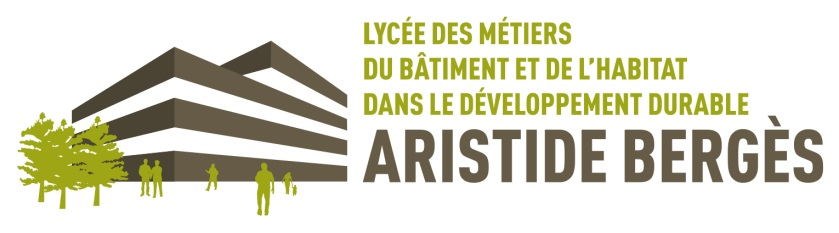 LYCÉE DES MÉTIERS
DU BÂTIMENT ET DE L'HABITAT
DANS LE DÉVELOPPEMENT DURABLE
ARISTIDE BERGÈS